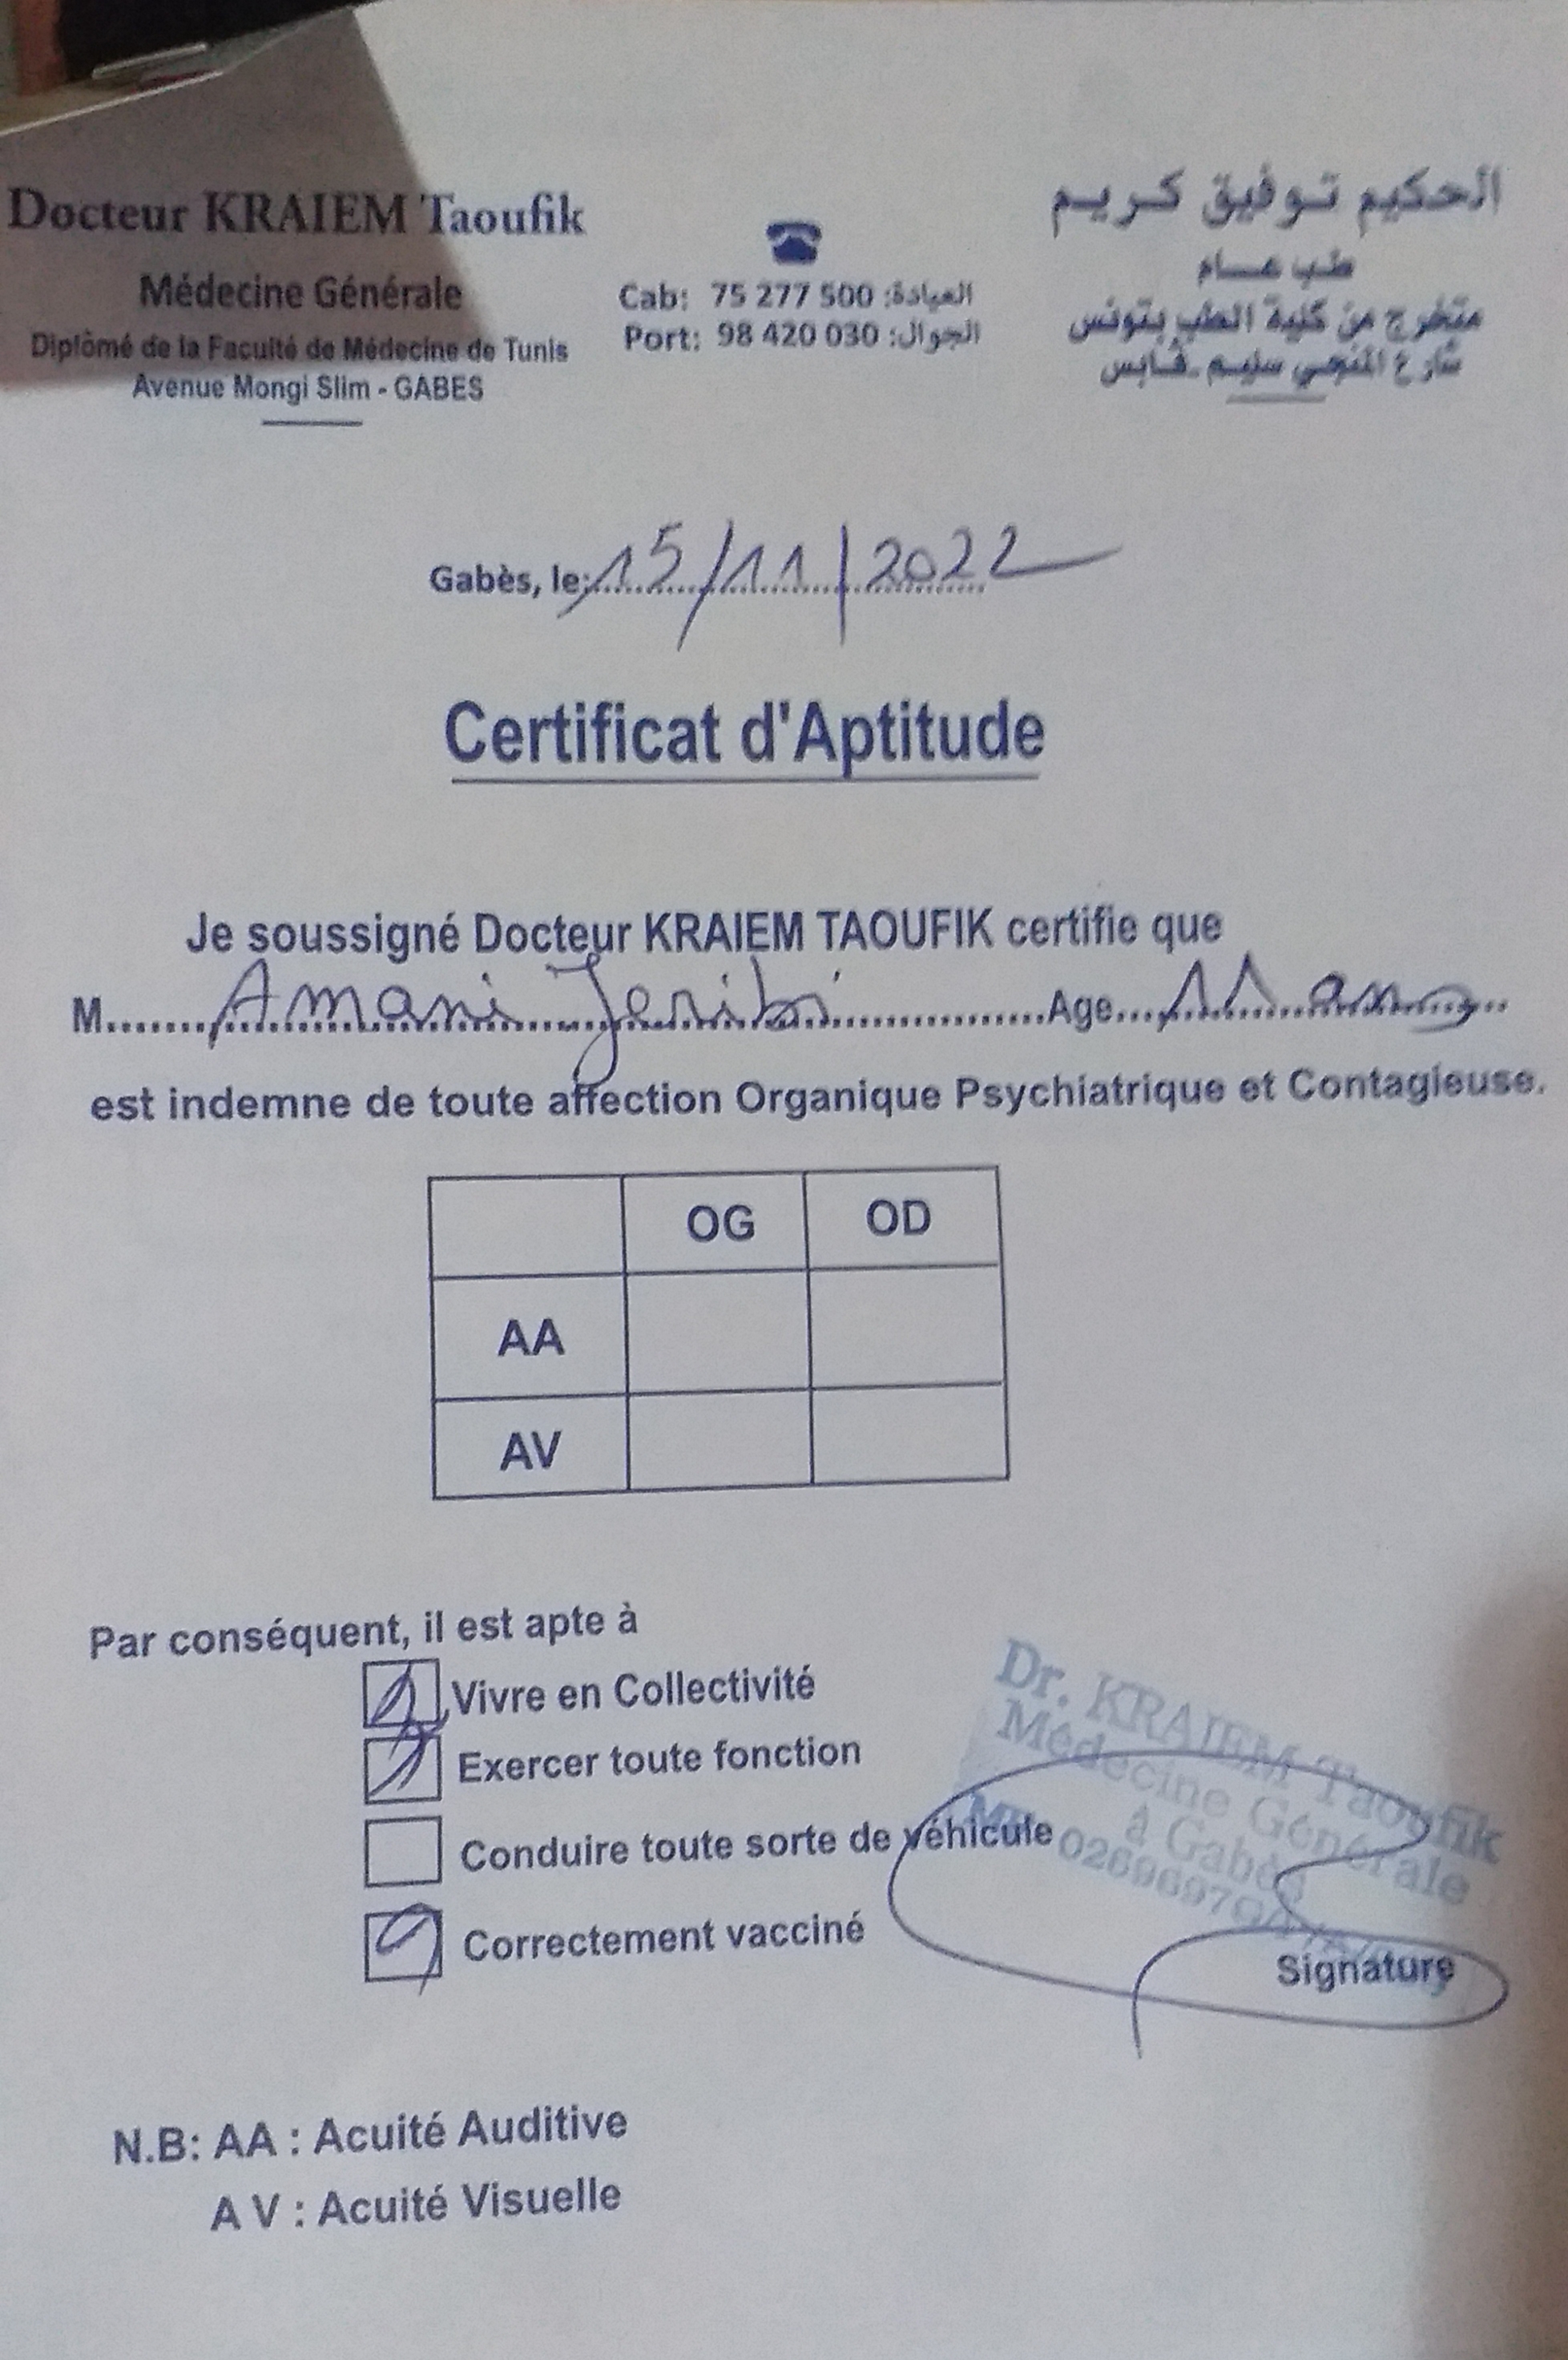 Docteur KRAIEM Taoufik
Médecine Générale
Diplômé de la Faculté de Médecine de Tunis
Avenue Mongi Slim - GABES
Cab: 75 277 500 :العيادة
Port: 98 420 030 :الجوال
الحكيم توفيق كريم
طب عام
متخرج من كلية الطب بتونس
شارع المنجي سليم - قابس
Gabès, le: 15/11/2022
Certificat d'Aptitude
Je soussigné Docteur KRAIEM TAOUFIK certifie que
M........Amani Jeribi........Age....11 ans....
est indemne de toute affection Organique Psychiatrique et Contagieuse.
OG OD
AA
AV
Par conséquent, il est apte à
Vivre en Collectivité
Exercer toute fonction
Conduire toute sorte de véhicule
Correctement vacciné
Dr. KRAIEM Taoufik
Médecine Générale
à Gabès
Signature
N.B: AA : Acuité Auditive
A V : Acuité Visuelle